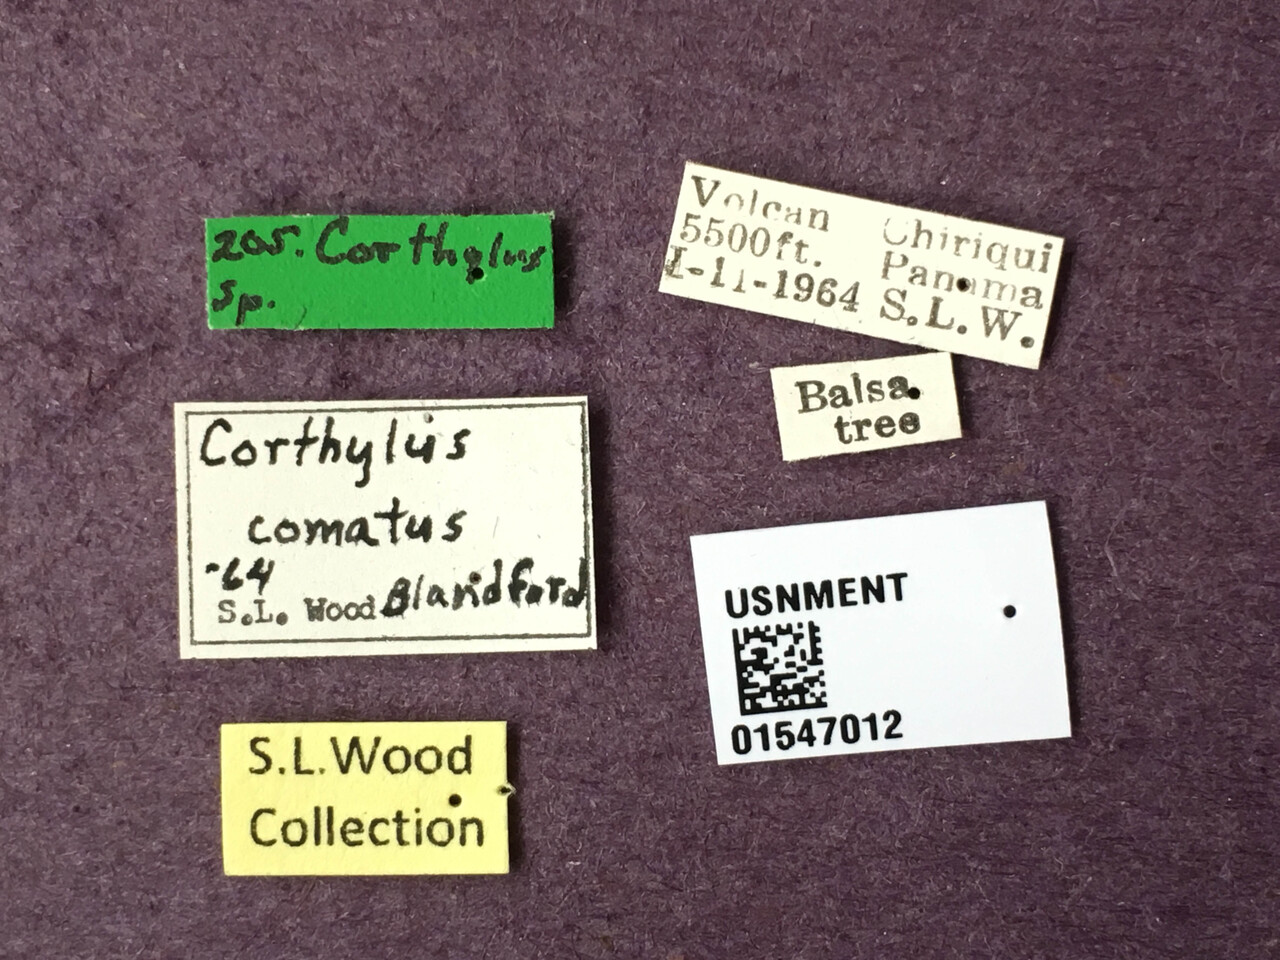 205. Corthylus
sp.
Volcan Chiriqui
5500ft. Panama
I-11-1964 S.L.W.
Balsa
tree
Corthylus
comatus
-64
S.L. Wood Blandford
USNMENT
01547012
S.L.Wood
Collection